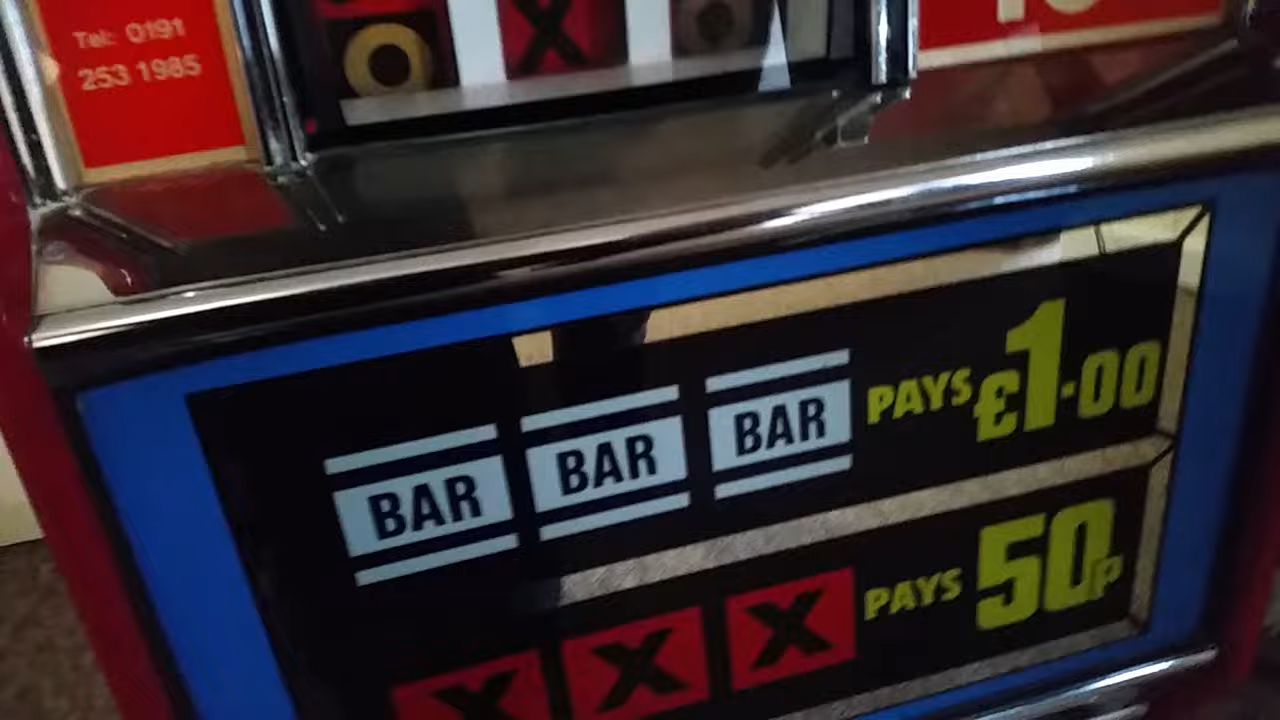 Tel: 0191
253 1985
X
BAR BAR BAR PAYS £1·00
X X X PAYS 50p